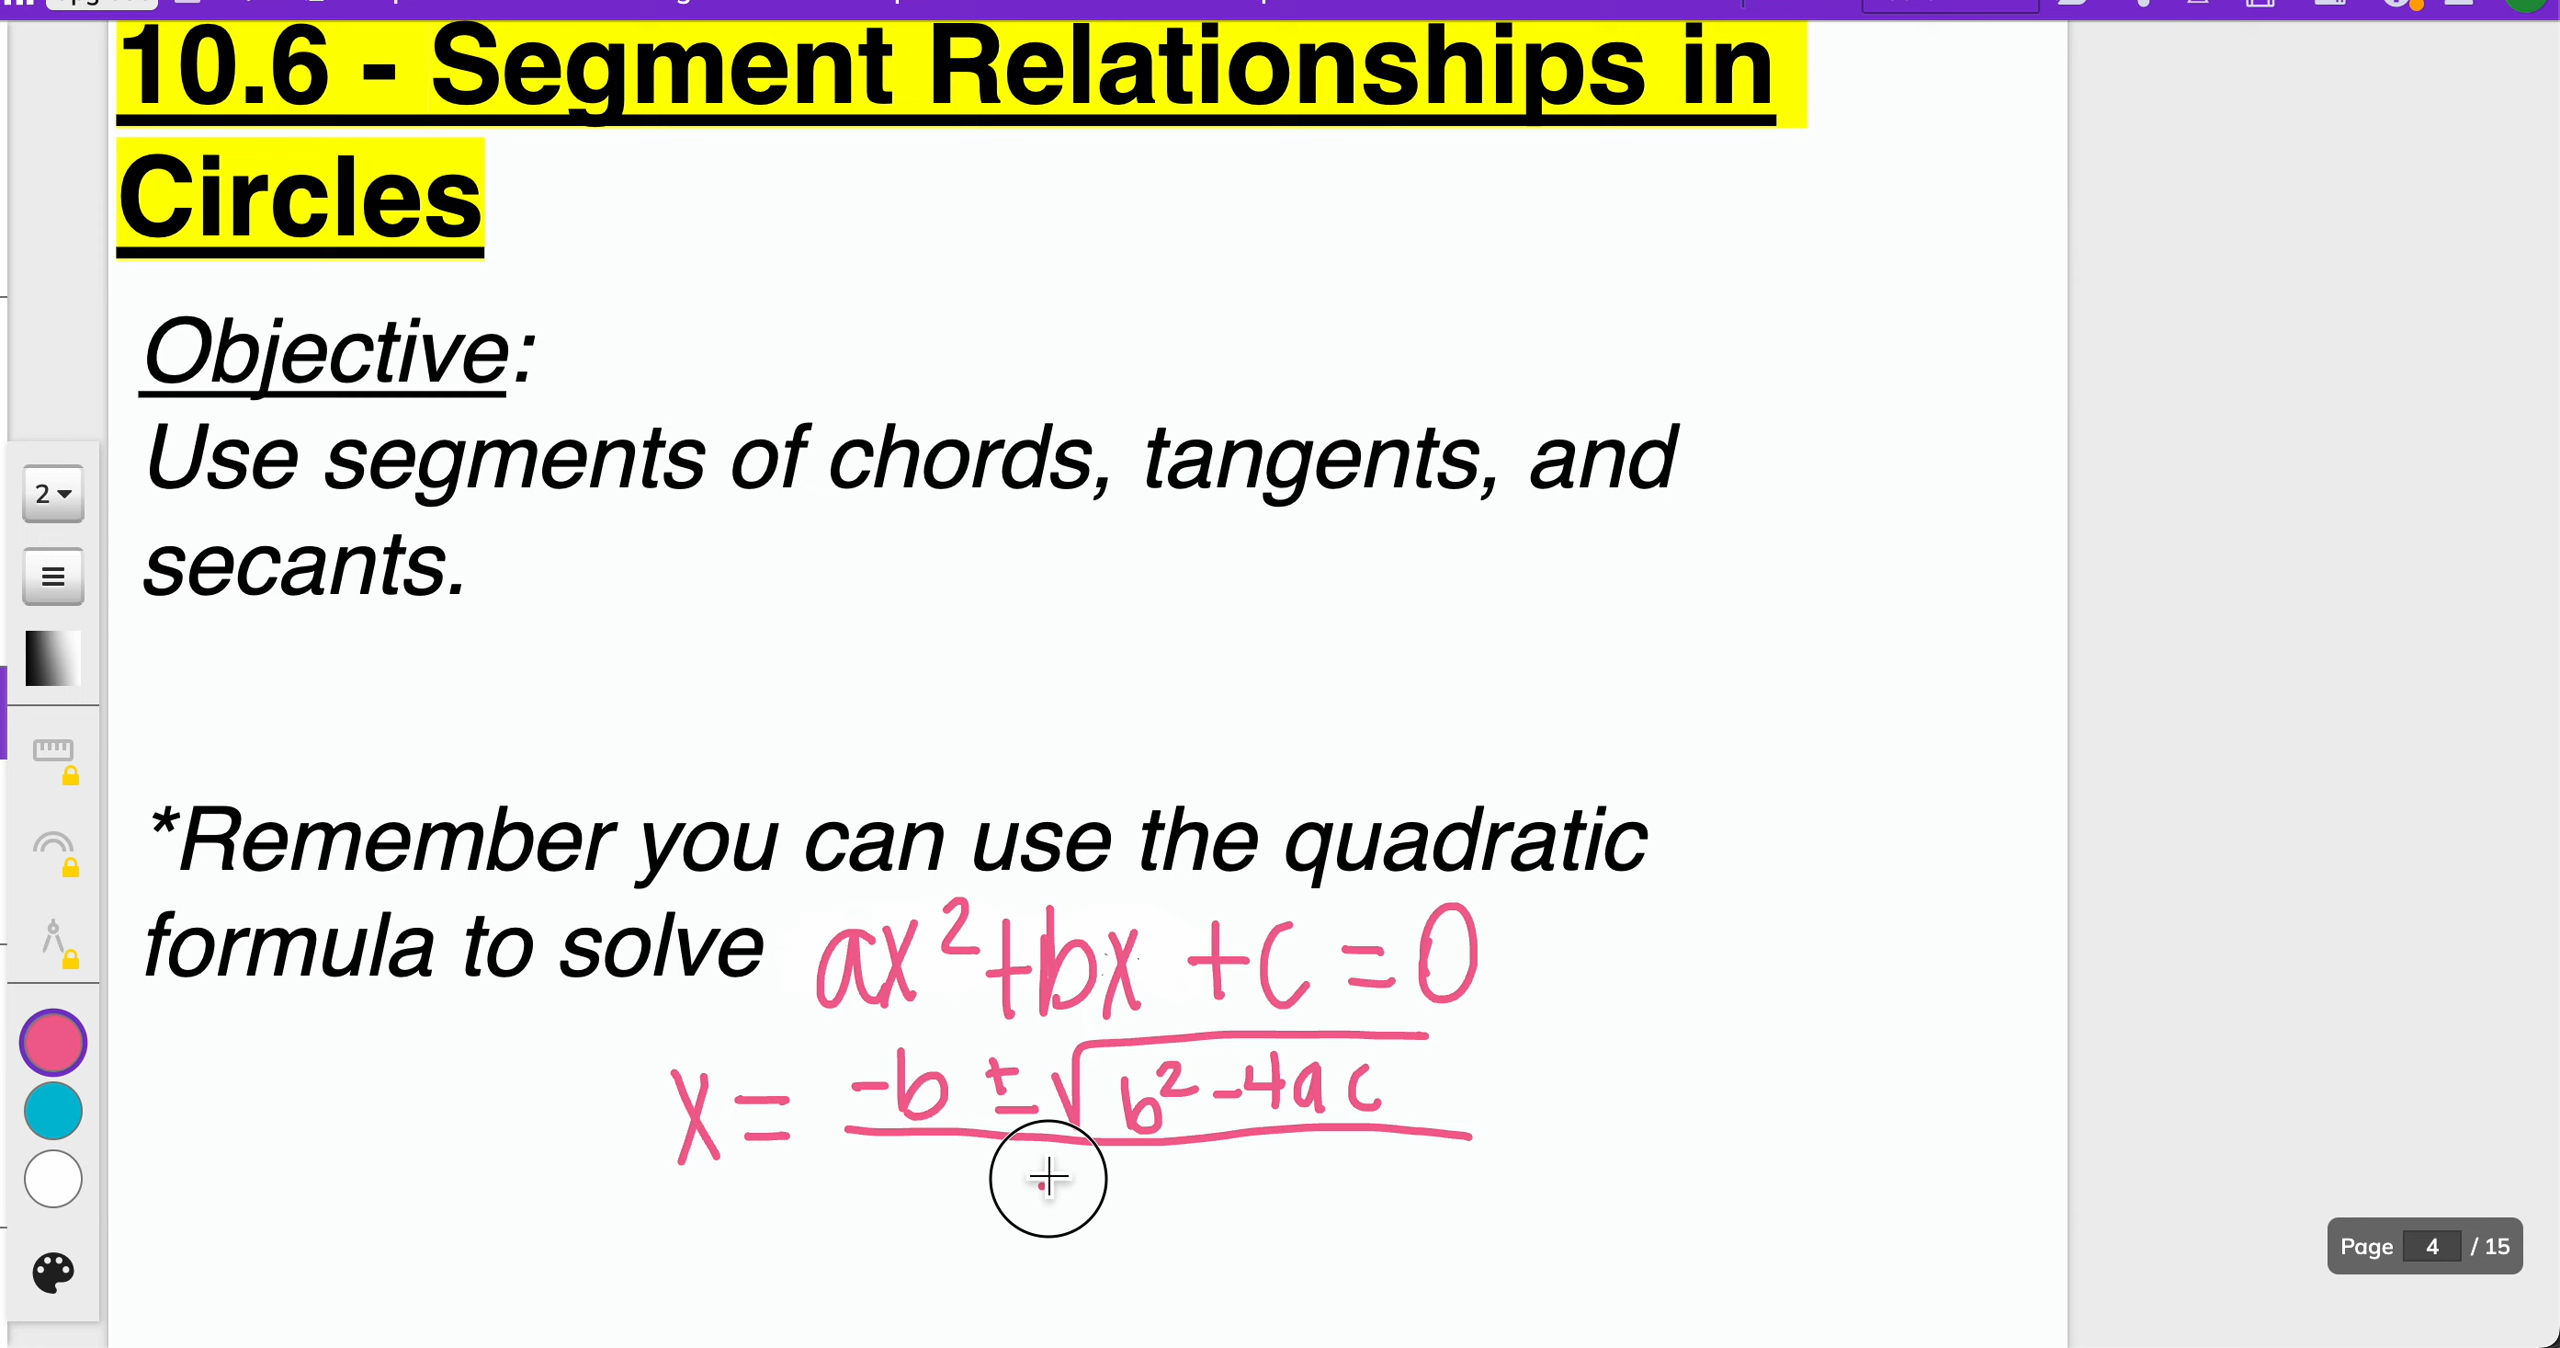 10.6 - Segment Relationships in
Circles
Objective:
Use segments of chords, tangents, and
secants.
2
*Remember you can use the quadratic
formula to solve ax²+bx+c=0
x= -b ± √b²-4ac
Page 4 / 15